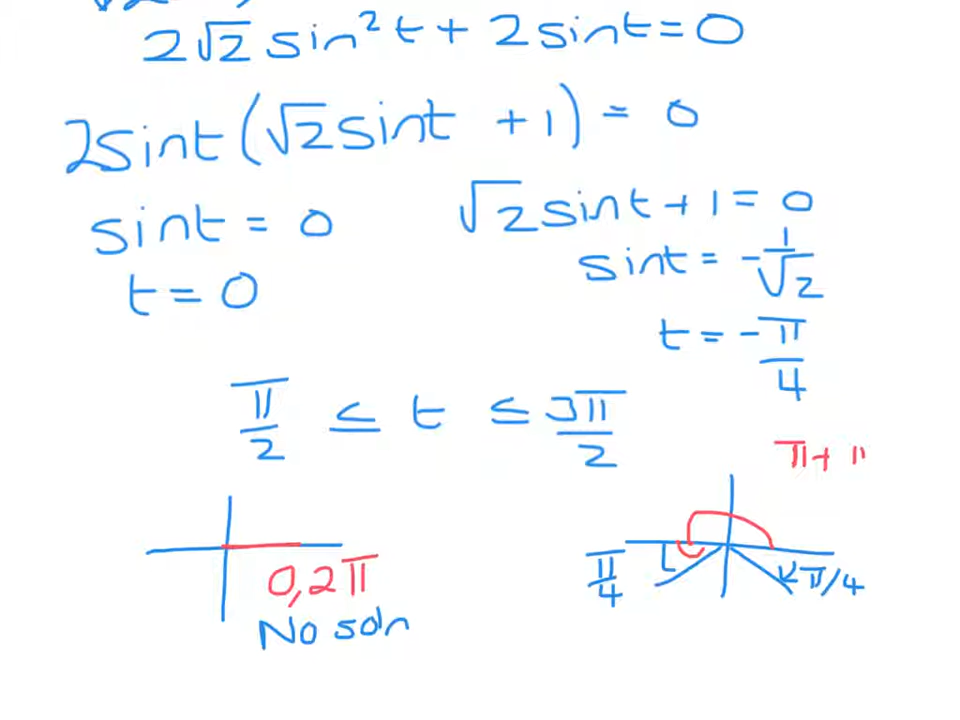 2√2 sin²t + 2sint = 0
2sint(√2sint + 1) = 0
sint = 0
√2sint + 1 = 0
sint = -1/√2
t = 0
t = -π/4
π/2 ≤ t ≤ 3π/2
π + π
0, 2π
No soln
π/4
π/4